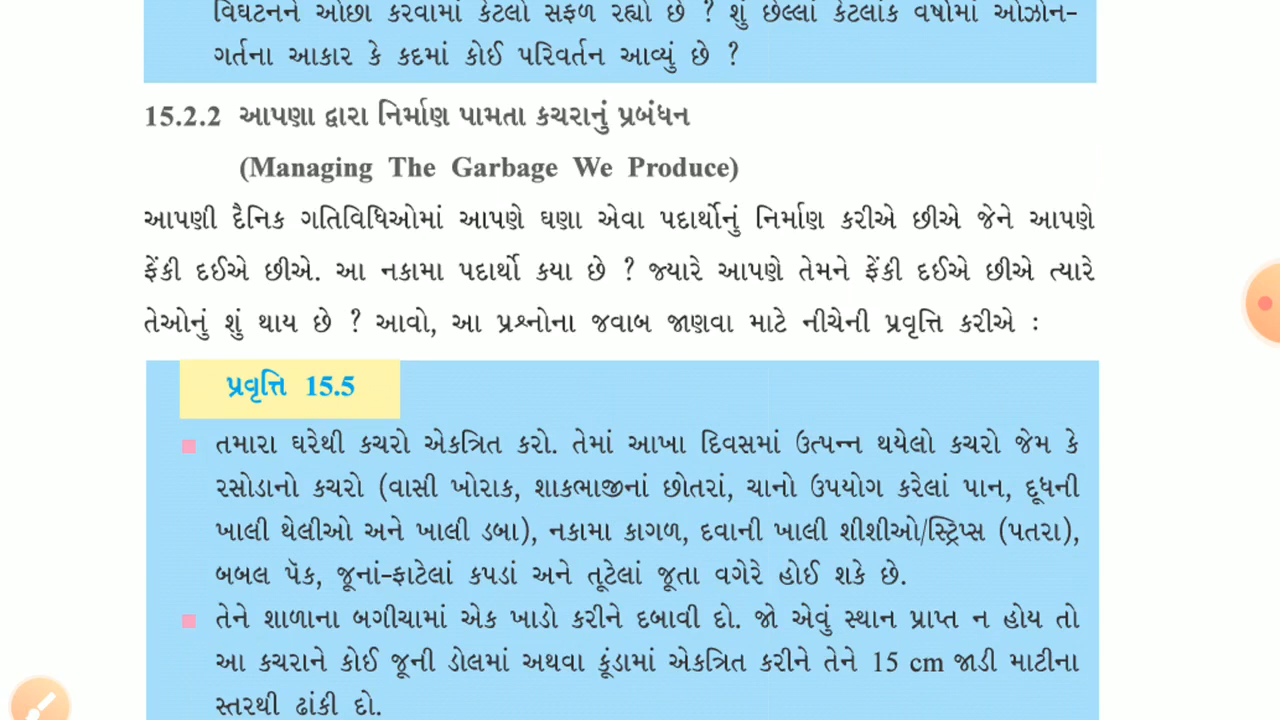 વિઘટનને ઓછા કરવામાં કેટલો સફળ રહ્યો છે ? શું છેલ્લાં કેટલાંક વર્ષોમાં ઓઝોન-
ગર્તના આકાર કે કદમાં કોઈ પરિવર્તન આવ્યું છે ?
15.2.2 આપણા દ્વારા નિર્માણ પામતા કચરાનું પ્રબંધન
(Managing The Garbage We Produce)
આપણી દૈનિક ગતિવિધિઓમાં આપણે ઘણા એવા પદાર્થોનું નિર્માણ કરીએ છીએ જેને આપણે
ફેંકી દઈએ છીએ. આ નકામા પદાર્થો કયા છે ? જ્યારે આપણે તેમને ફેંકી દઈએ છીએ ત્યારે
તેઓનું શું થાય છે ? આવો, આ પ્રશ્નોના જવાબ જાણવા માટે નીચેની પ્રવૃત્તિ કરીએ :
પ્રવૃત્તિ 15.5
તમારા ઘરેથી કચરો એકત્રિત કરો. તેમાં આખા દિવસમાં ઉત્પન્ન થયેલો કચરો જેમ કે
રસોડાનો કચરો (વાસી ખોરાક, શાકભાજીનાં છોતરાં, ચાનો ઉપયોગ કરેલાં પાન, દૂધની
ખાલી થેલીઓ અને ખાલી ડબા), નકામા કાગળ, દવાની ખાલી શીશીઓ/સ્ટ્રિપ્સ (પતરા),
બબલ પૅક, જૂનાં-ફાટેલાં કપડાં અને તૂટેલાં જૂતા વગેરે હોઈ શકે છે.
તેને શાળાના બગીચામાં એક ખાડો કરીને દબાવી દો. જો એવું સ્થાન પ્રાપ્ત ન હોય તો
આ કચરાને કોઈ જૂની ડોલમાં અથવા કૂંડામાં એકત્રિત કરીને તેને 15 cm જાડી માટીના
સ્તરથી ઢાંકી દો.